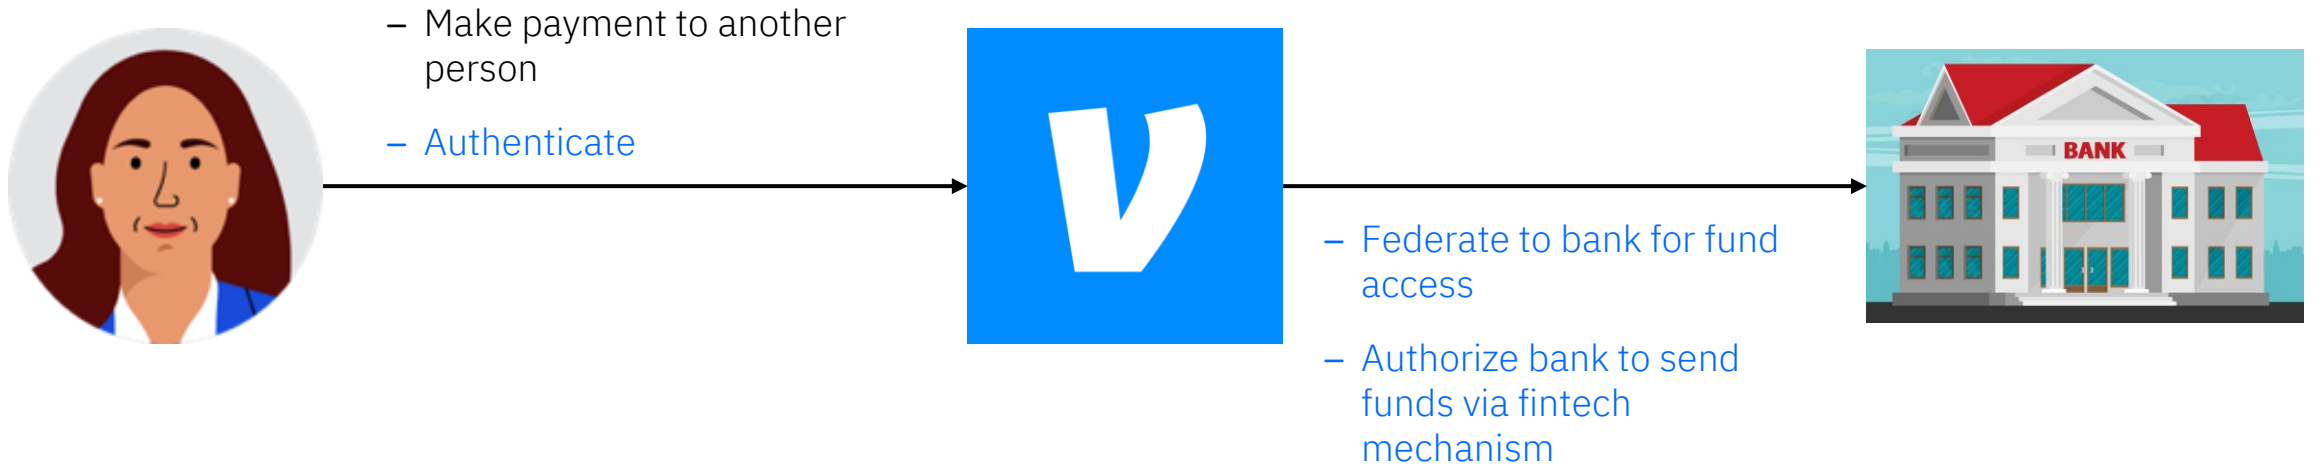 – Make payment to another
person
– Authenticate
BANK
– Federate to bank for fund
access
– Authorize bank to send
funds via fintech
mechanism